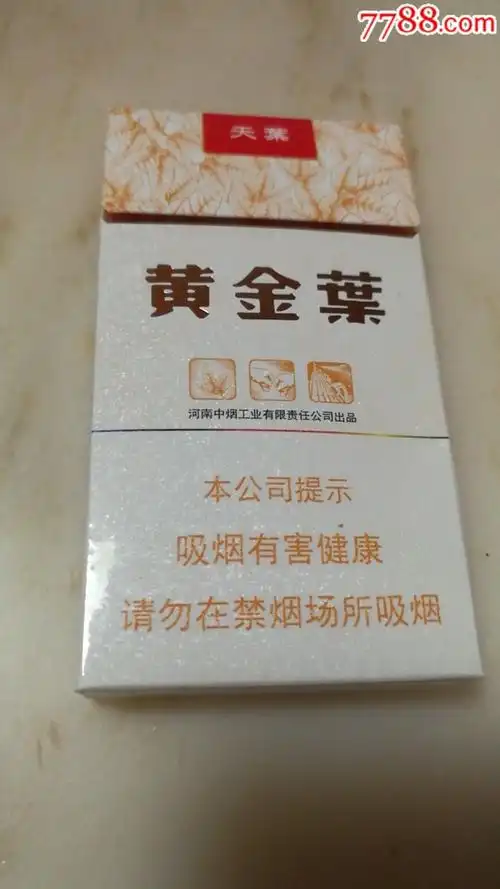 7788.com
天葉
黄金葉
河南中烟工业有限责任公司出品
本公司提示
吸烟有害健康
请勿在禁烟场所吸烟